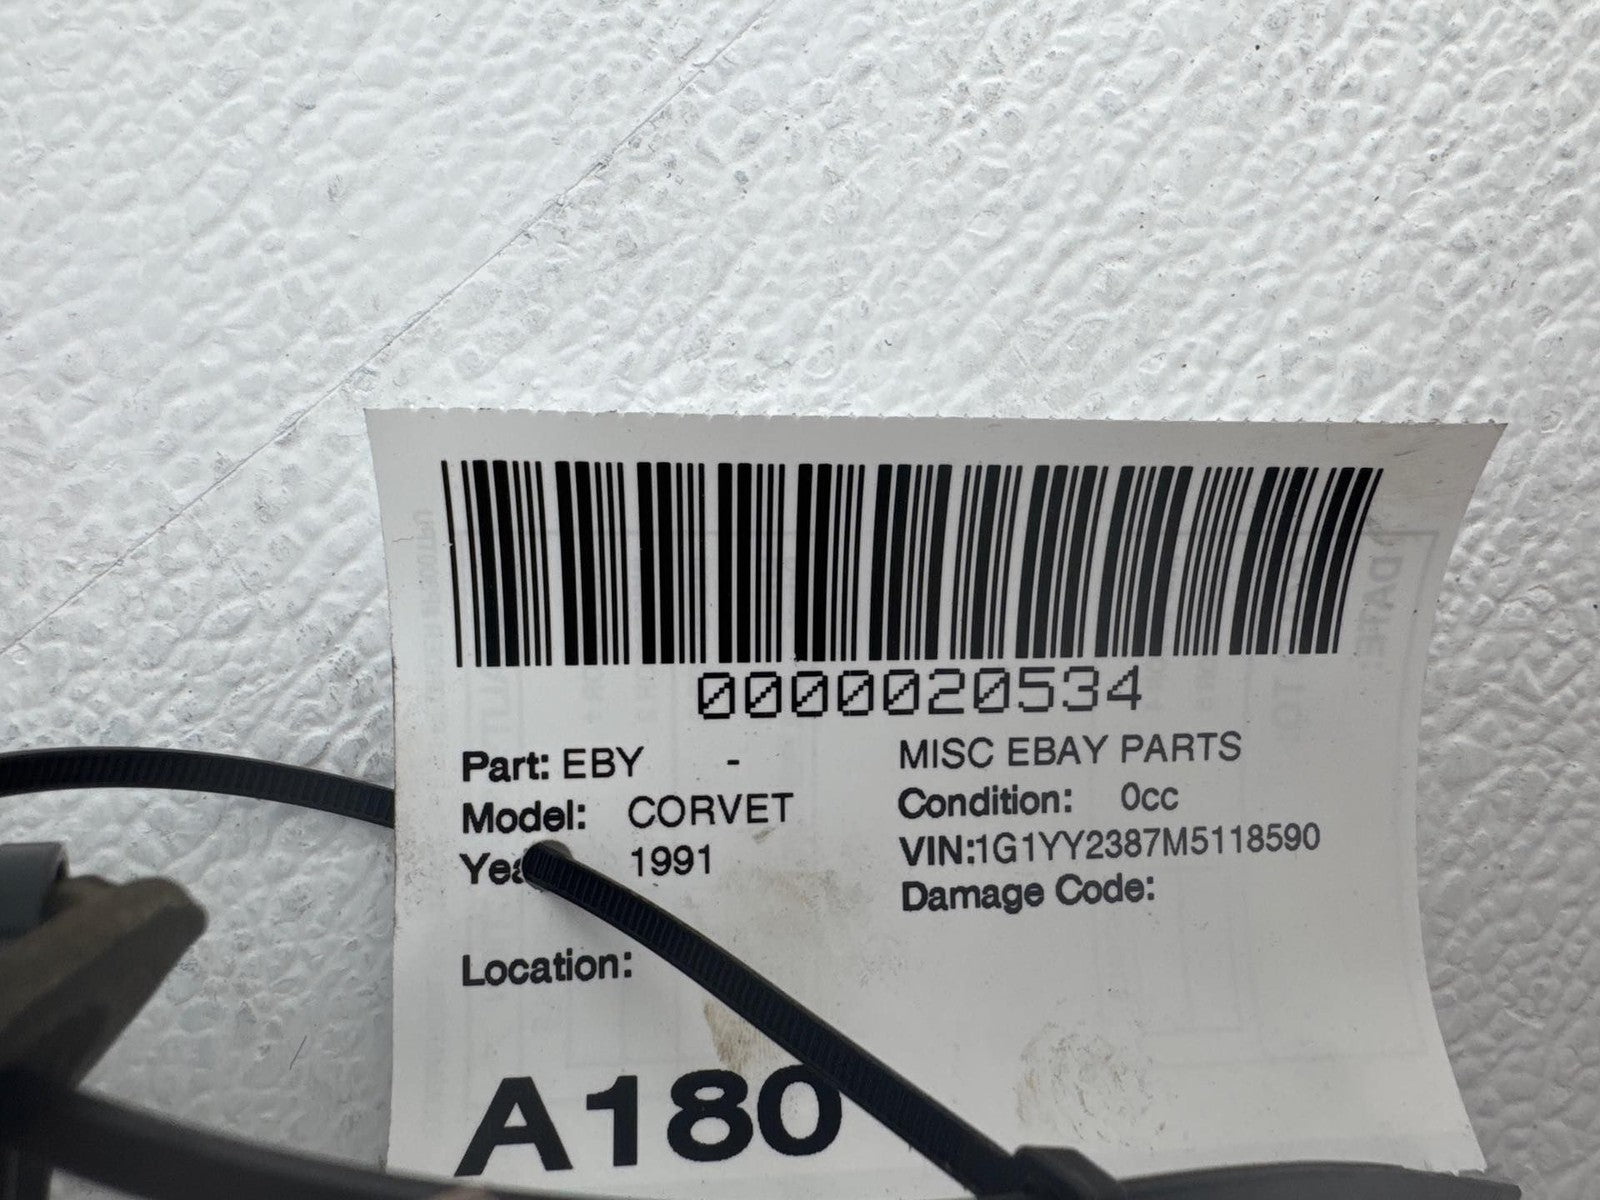 0000020534
Part: EBY - MISC EBAY PARTS
Model: CORVET Condition: 0cc
1991 VIN:1G1YY2387M5118590
Damage Code:
Location:
A180